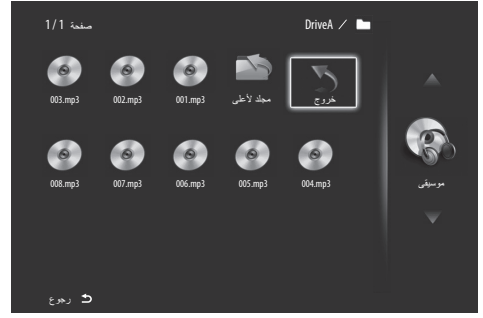 DriveA /
صفحة 1/1
خروج
مجلد لأعلى
001.mp3
002.mp3
003.mp3
004.mp3
005.mp3
006.mp3
007.mp3
008.mp3
موسيقى
رجوع